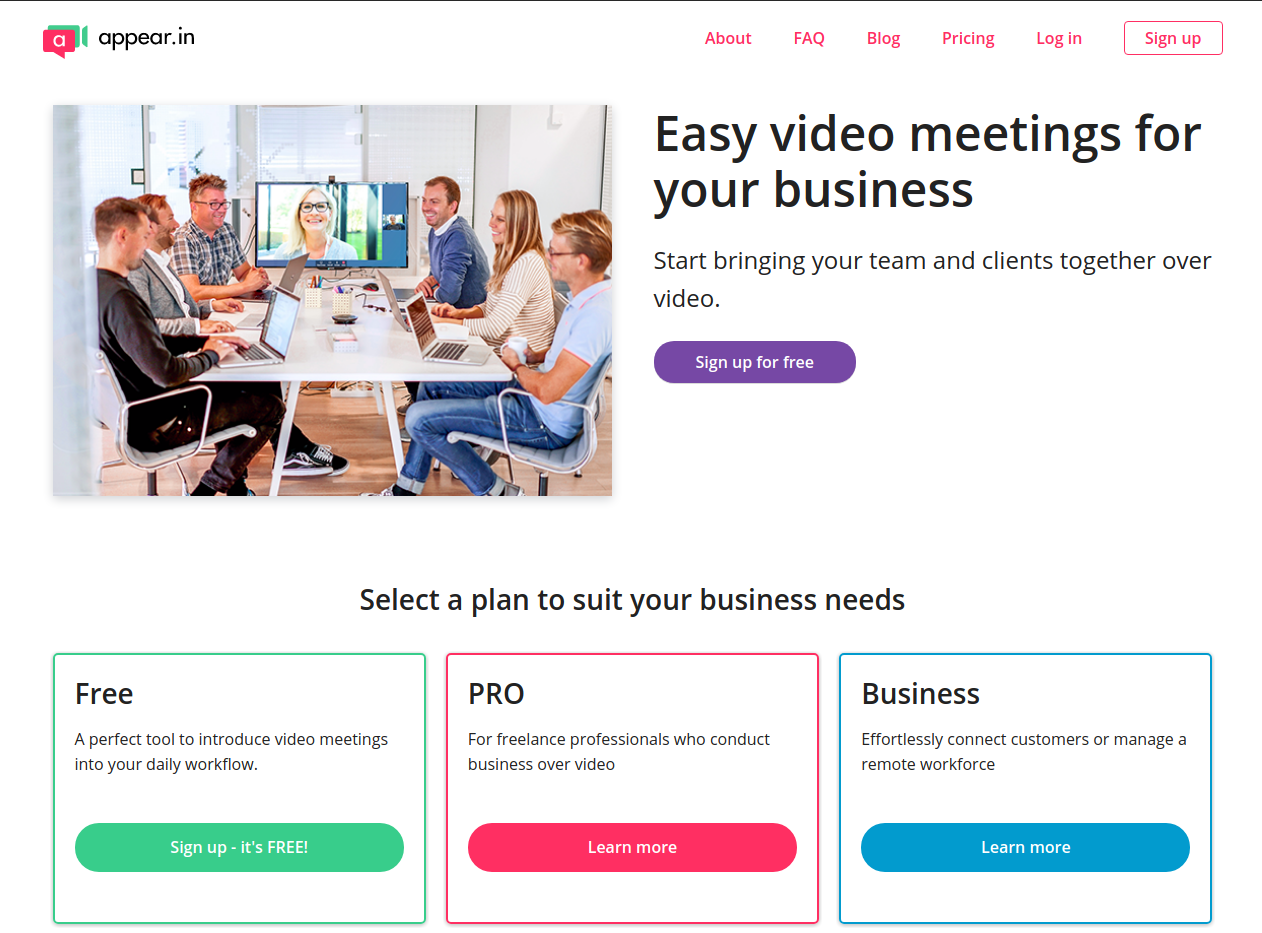 a appear.in
About FAQ Blog Pricing Log in Sign up
Easy video meetings for
your business
Start bringing your team and clients together over
video.
Sign up for free
Select a plan to suit your business needs
Free
A perfect tool to introduce video meetings
into your daily workflow.
Sign up - it's FREE!
PRO
For freelance professionals who conduct
business over video
Learn more
Business
Effortlessly connect customers or manage a
remote workforce
Learn more